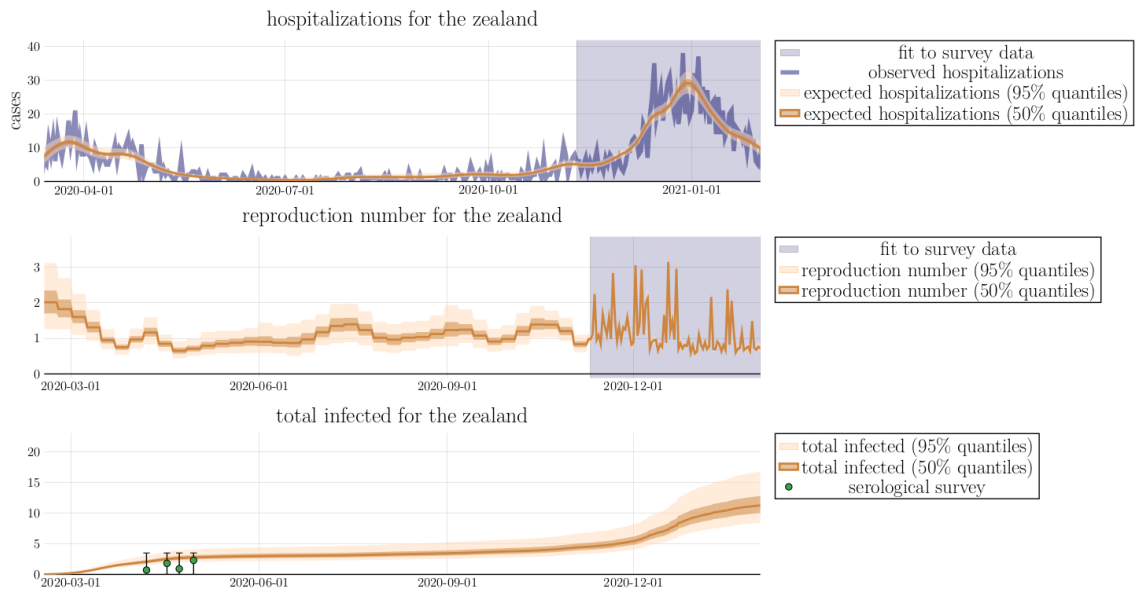 hospitalizations for the zealand
cases
40
30
20
10
0
2020-04-01
2020-07-01
2020-10-01
2021-01-01
fit to survey data
observed hospitalizations
expected hospitalizations (95% quantiles)
expected hospitalizations (50% quantiles)
reproduction number for the zealand
3
2
1
0
2020-03-01
2020-06-01
2020-09-01
2020-12-01
fit to survey data
reproduction number (95% quantiles)
reproduction number (50% quantiles)
total infected for the zealand
20
15
10
5
0
2020-03-01
2020-06-01
2020-09-01
2020-12-01
total infected (95% quantiles)
total infected (50% quantiles)
serological survey